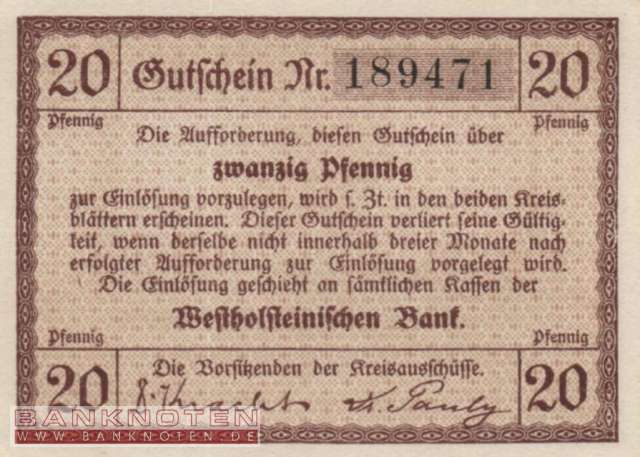 20 Gutschein Nr. 189471 20
Pfennig Pfennig
Die Aufforderung, diesen Gutschein über
zwanzig Pfennig
zur Einlösung vorzulegen, wird s. Zt. in den beiden Kreis-
blättern erscheinen. Dieser Gutschein verliert seine Gültig-
keit, wenn derselbe nicht innerhalb dreier Monate nach
erfolgter Aufforderung zur Einlösung vorgelegt wird.
Die Einlösung geschieht an sämtlichen Kassen der
Westholsteinischen Bank.
Pfennig Pfennig
20 Die Vorsitzenden der Kreisausschüsse. 20
Pauly
BANKNOTEN
WWW.BANKNOTEN.DE